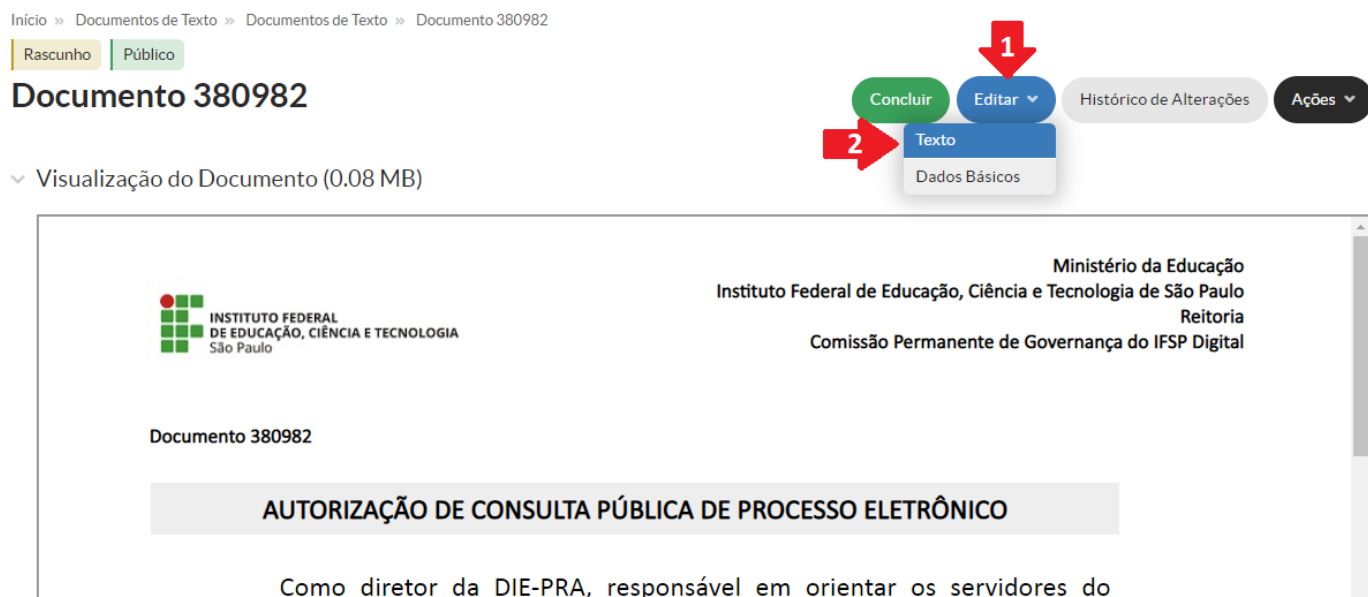 Início » Documentos de Texto » Documentos de Texto » Documento 380982
Rascunho Público
1
Documento 380982
Concluir Editar Histórico de Alterações Ações
2
Texto
Dados Básicos
Visualização do Documento (0.08 MB)
Ministério da Educação
Instituto Federal de Educação, Ciência e Tecnologia de São Paulo
Reitoria
Comissão Permanente de Governança do IFSP Digital
INSTITUTO FEDERAL
DE EDUCAÇÃO, CIÊNCIA E TECNOLOGIA
São Paulo
Documento 380982
AUTORIZAÇÃO DE CONSULTA PÚBLICA DE PROCESSO ELETRÔNICO
Como diretor da DIE-PRA, responsável em orientar os servidores do